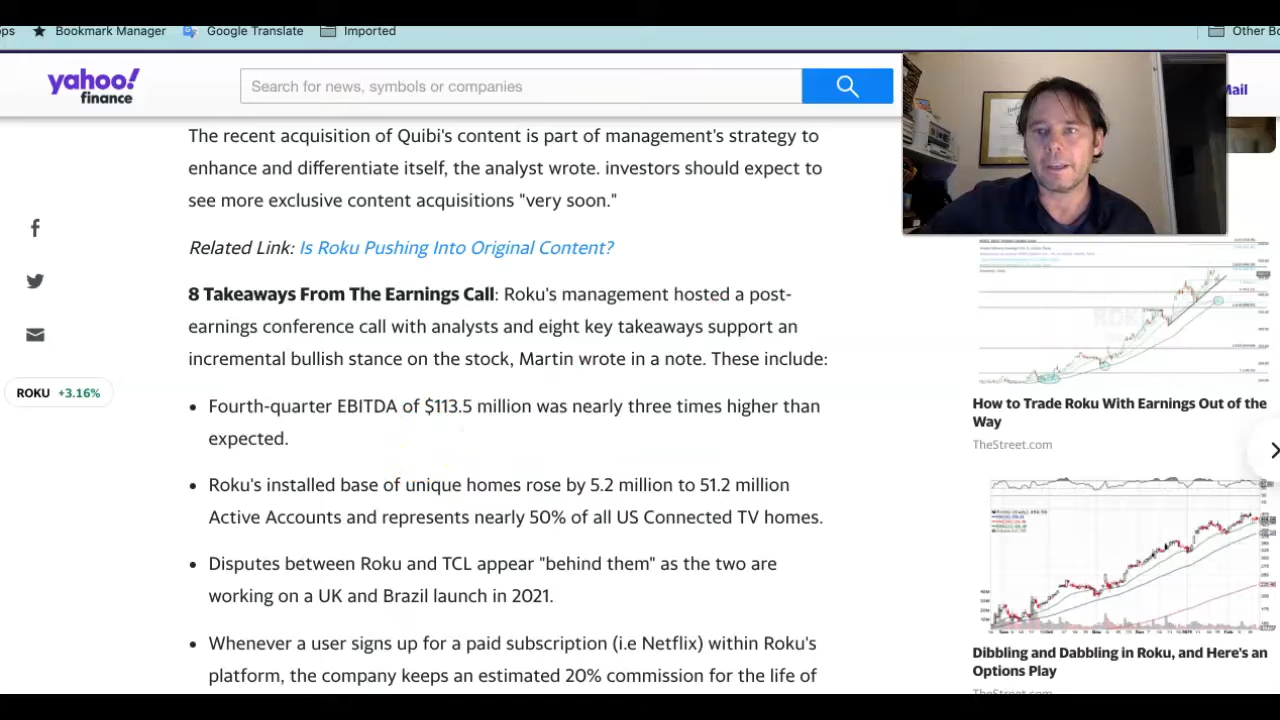 ps
Bookmark Manager
Google Translate
Imported
Other Bo
yahoo!
finance
Search for news, symbols or companies
Mail
The recent acquisition of Quibi's content is part of management's strategy to
enhance and differentiate itself, the analyst wrote. investors should expect to
see more exclusive content acquisitions "very soon."
Related Link: Is Roku Pushing Into Original Content?
8 Takeaways From The Earnings Call: Roku's management hosted a post-
earnings conference call with analysts and eight key takeaways support an
incremental bullish stance on the stock, Martin wrote in a note. These include:
ROKU +3.16%
• Fourth-quarter EBITDA of $113.5 million was nearly three times higher than
expected.
• Roku's installed base of unique homes rose by 5.2 million to 51.2 million
Active Accounts and represents nearly 50% of all US Connected TV homes.
• Disputes between Roku and TCL appear "behind them" as the two are
working on a UK and Brazil launch in 2021.
• Whenever a user signs up for a paid subscription (i.e Netflix) within Roku's
platform, the company keeps an estimated 20% commission for the life of
How to Trade Roku With Earnings Out of the
Way
TheStreet.com
Dibbling and Dabbling in Roku, and Here's an
Options Play
TheStreet.com